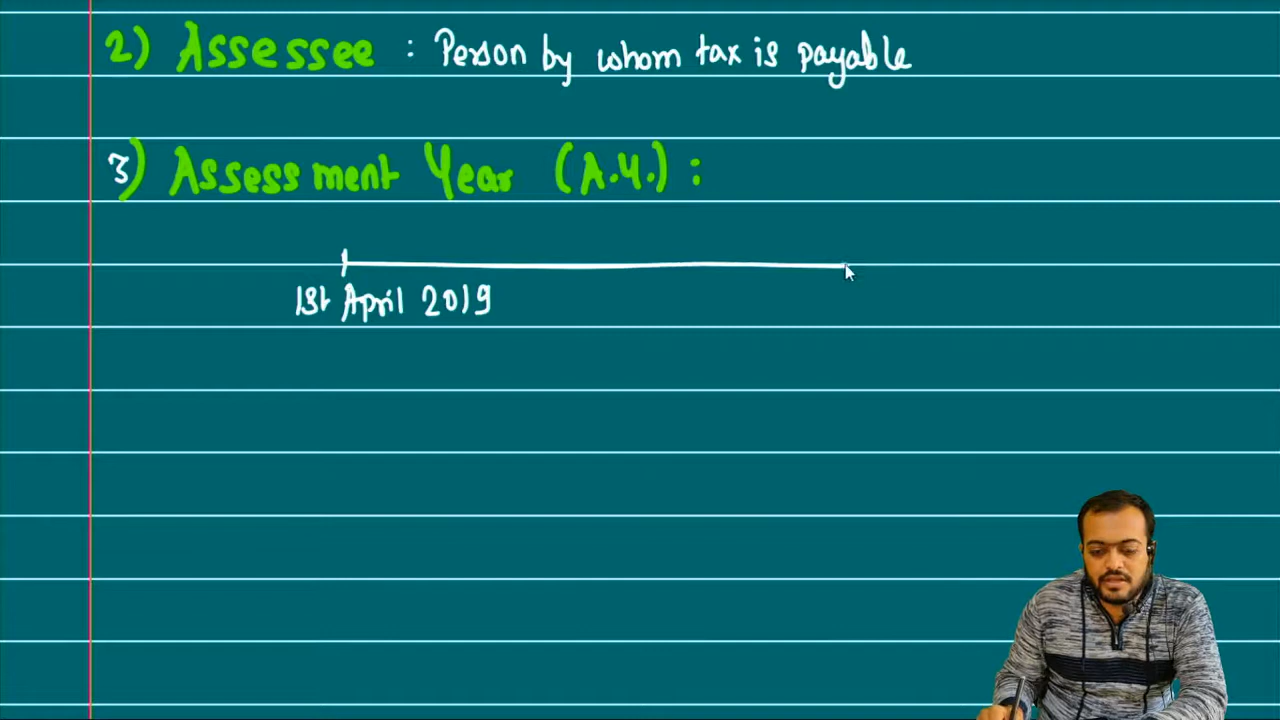 2) Assessee : Person by whom tax is payable
3) Assessment Year (A.Y.) :
1st April 2019